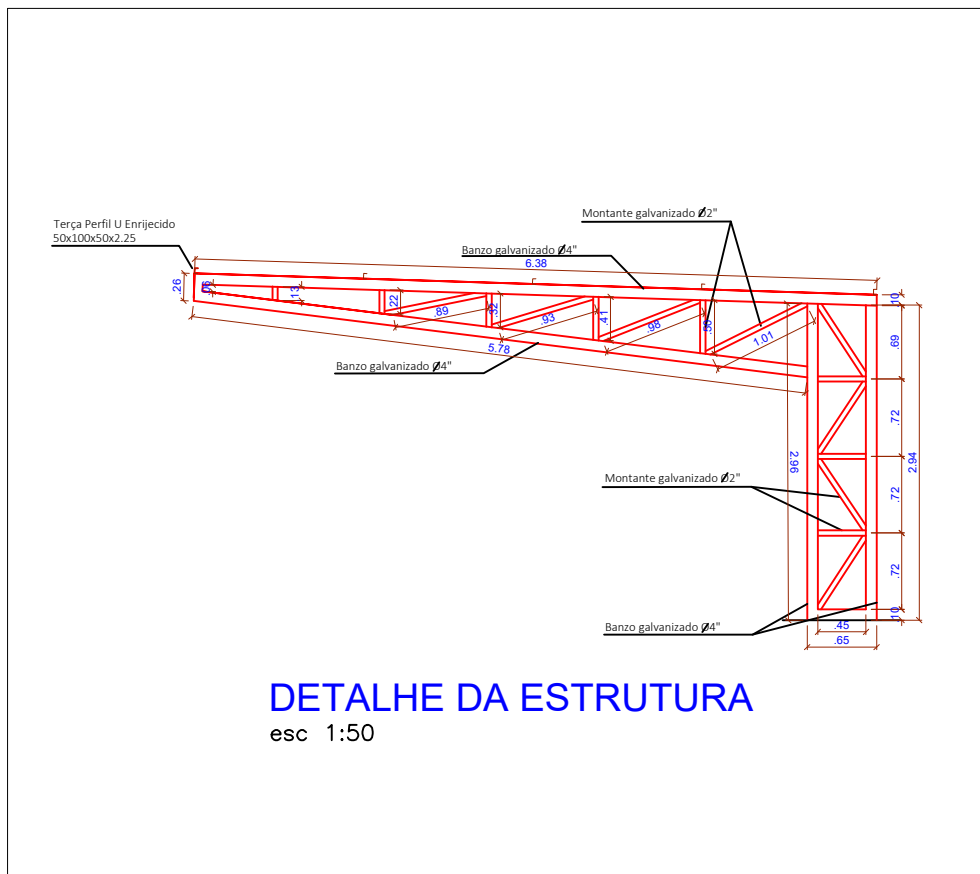 Terça Perfil U Enrijecido
50x100x50x2.25
Montante galvanizado Ø2"
Banzo galvanizado Ø4"
6.38
.26
.13
.22
.89
.32
.93
.41
.98
1.01
5.78
Banzo galvanizado Ø4"
.10
.69
.72
2.96
2.94
Montante galvanizado Ø2"
.72
.72
.10
Banzo galvanizado Ø4"
.45
.65
DETALHE DA ESTRUTURA
esc 1:50